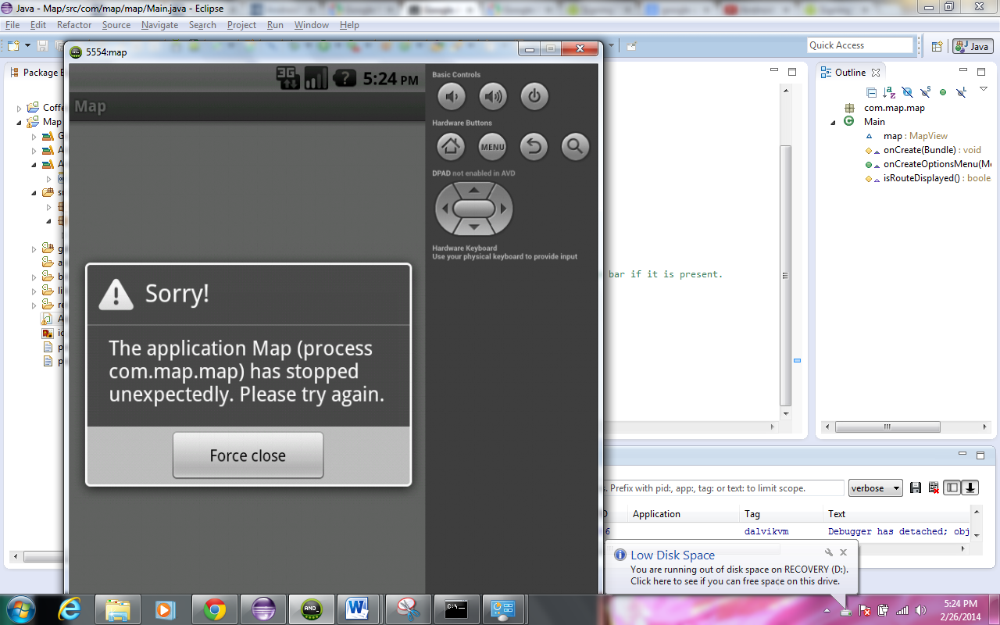 Java - Map/src/com/map/map/Main.java - Eclipse
File Edit Refactor Source Navigate Search Project Run Window Help
Quick Access
Java
5554:map
Package E
Coffe
Map
G
A
A
su
g
a
b
li
re
A
ic
p
p
3G
5:24 PM
Map
Sorry!
The application Map (process
com.map.map) has stopped
unexpectedly. Please try again.
Force close
Basic Controls
Hardware Buttons
MENU
DPAD not enabled in AVD
Hardware Keyboard
Use your physical keyboard to provide input
bar if it is present.
Outline
com.map.map
Main
map : MapView
onCreate(Bundle) : void
onCreateOptionsMenu(Me
isRouteDisplayed() : boole
s. Prefix with pid:, app:, tag: or text: to limit scope.
verbose
D Application Tag Text
6 dalvikvm Debugger has detached; obj
Low Disk Space
You are running out of disk space on RECOVERY (D:).
Click here to see if you can free space on this drive.
5:24 PM
2/26/2014